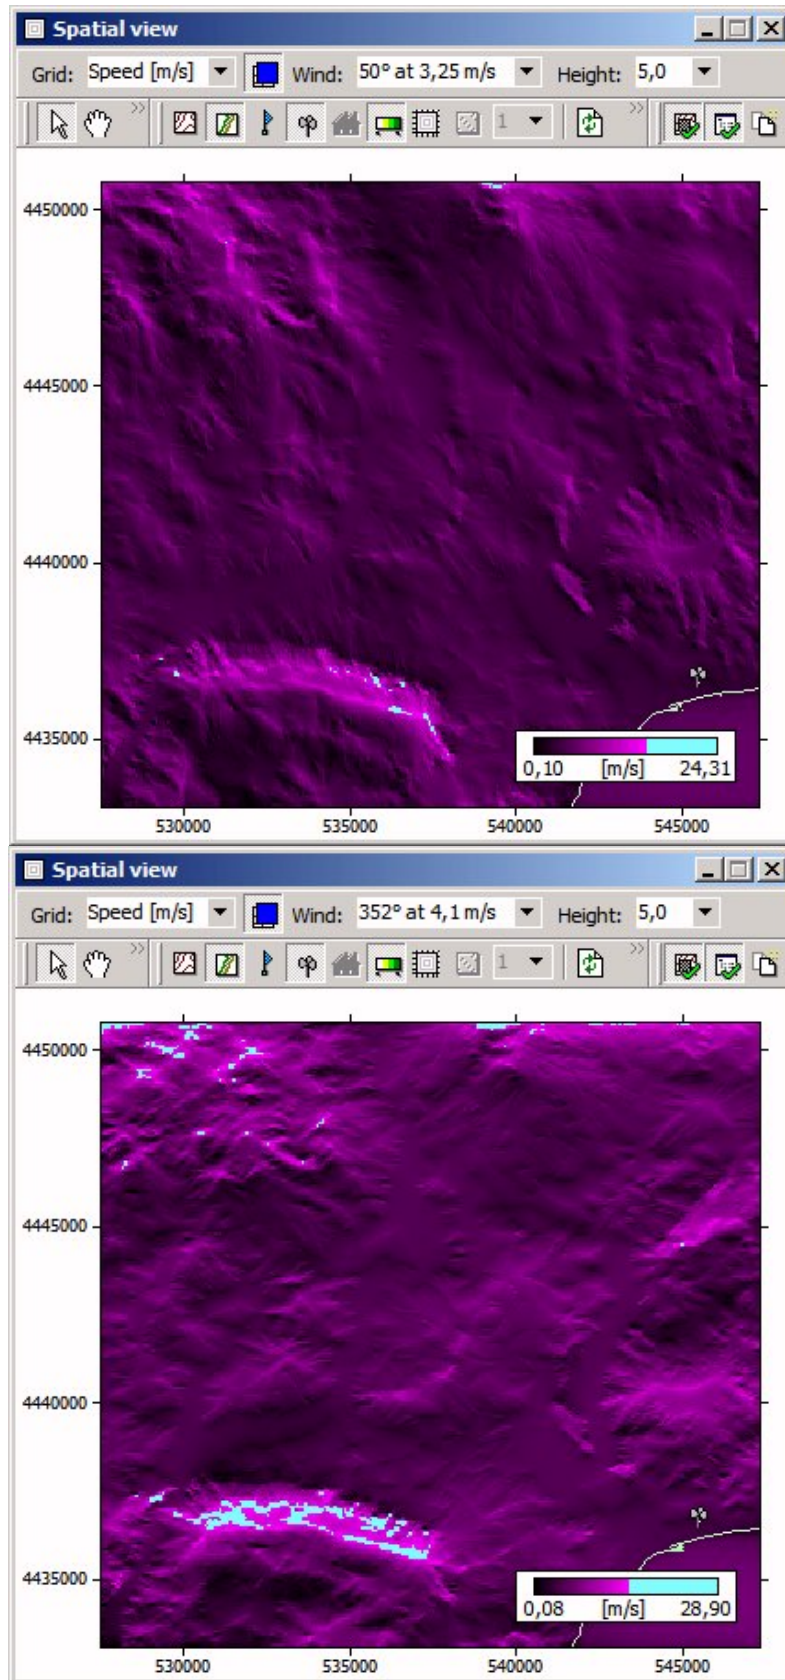 Spatial view
Grid: Speed [m/s] Wind: 50° at 3,25 m/s Height: 5,0
1
4450000
4445000
4440000
4435000
0,10 [m/s] 24,31
530000 535000 540000 545000
Spatial view
Grid: Speed [m/s] Wind: 352° at 4,1 m/s Height: 5,0
1
4450000
4445000
4440000
4435000
0,08 [m/s] 28,90
530000 535000 540000 545000